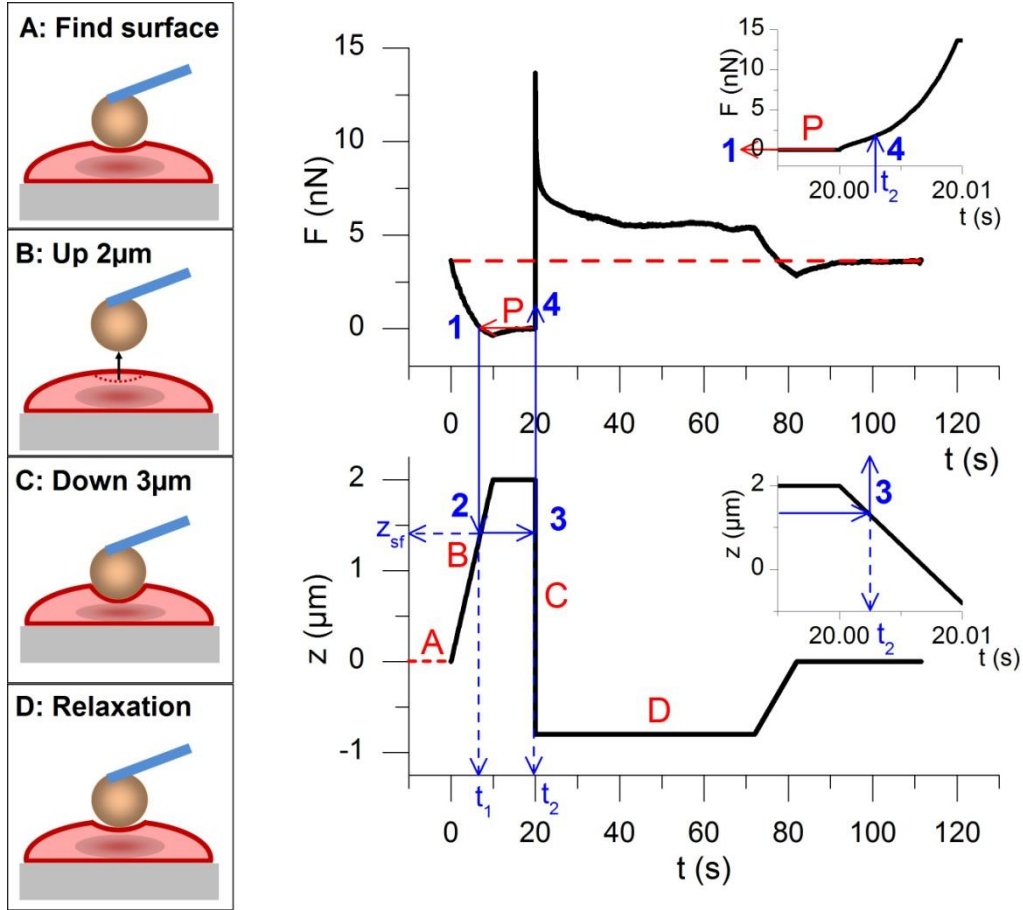 A: Find surface
B: Up 2µm
C: Down 3µm
D: Relaxation
15
10
5
0
F (nN)
1
P
4
0 20 40 60 80 100 120
t (s)
15
10
5
0
F (nN)
1
P
4
t2
20.00 20.01
t (s)
2
1
0
-1
z (µm)
zsf
2
3
B
C
A
D
t1
t2
0 20 40 60 80 100 120
t (s)
2
0
z (µm)
3
20.00 t2 20.01
t (s)